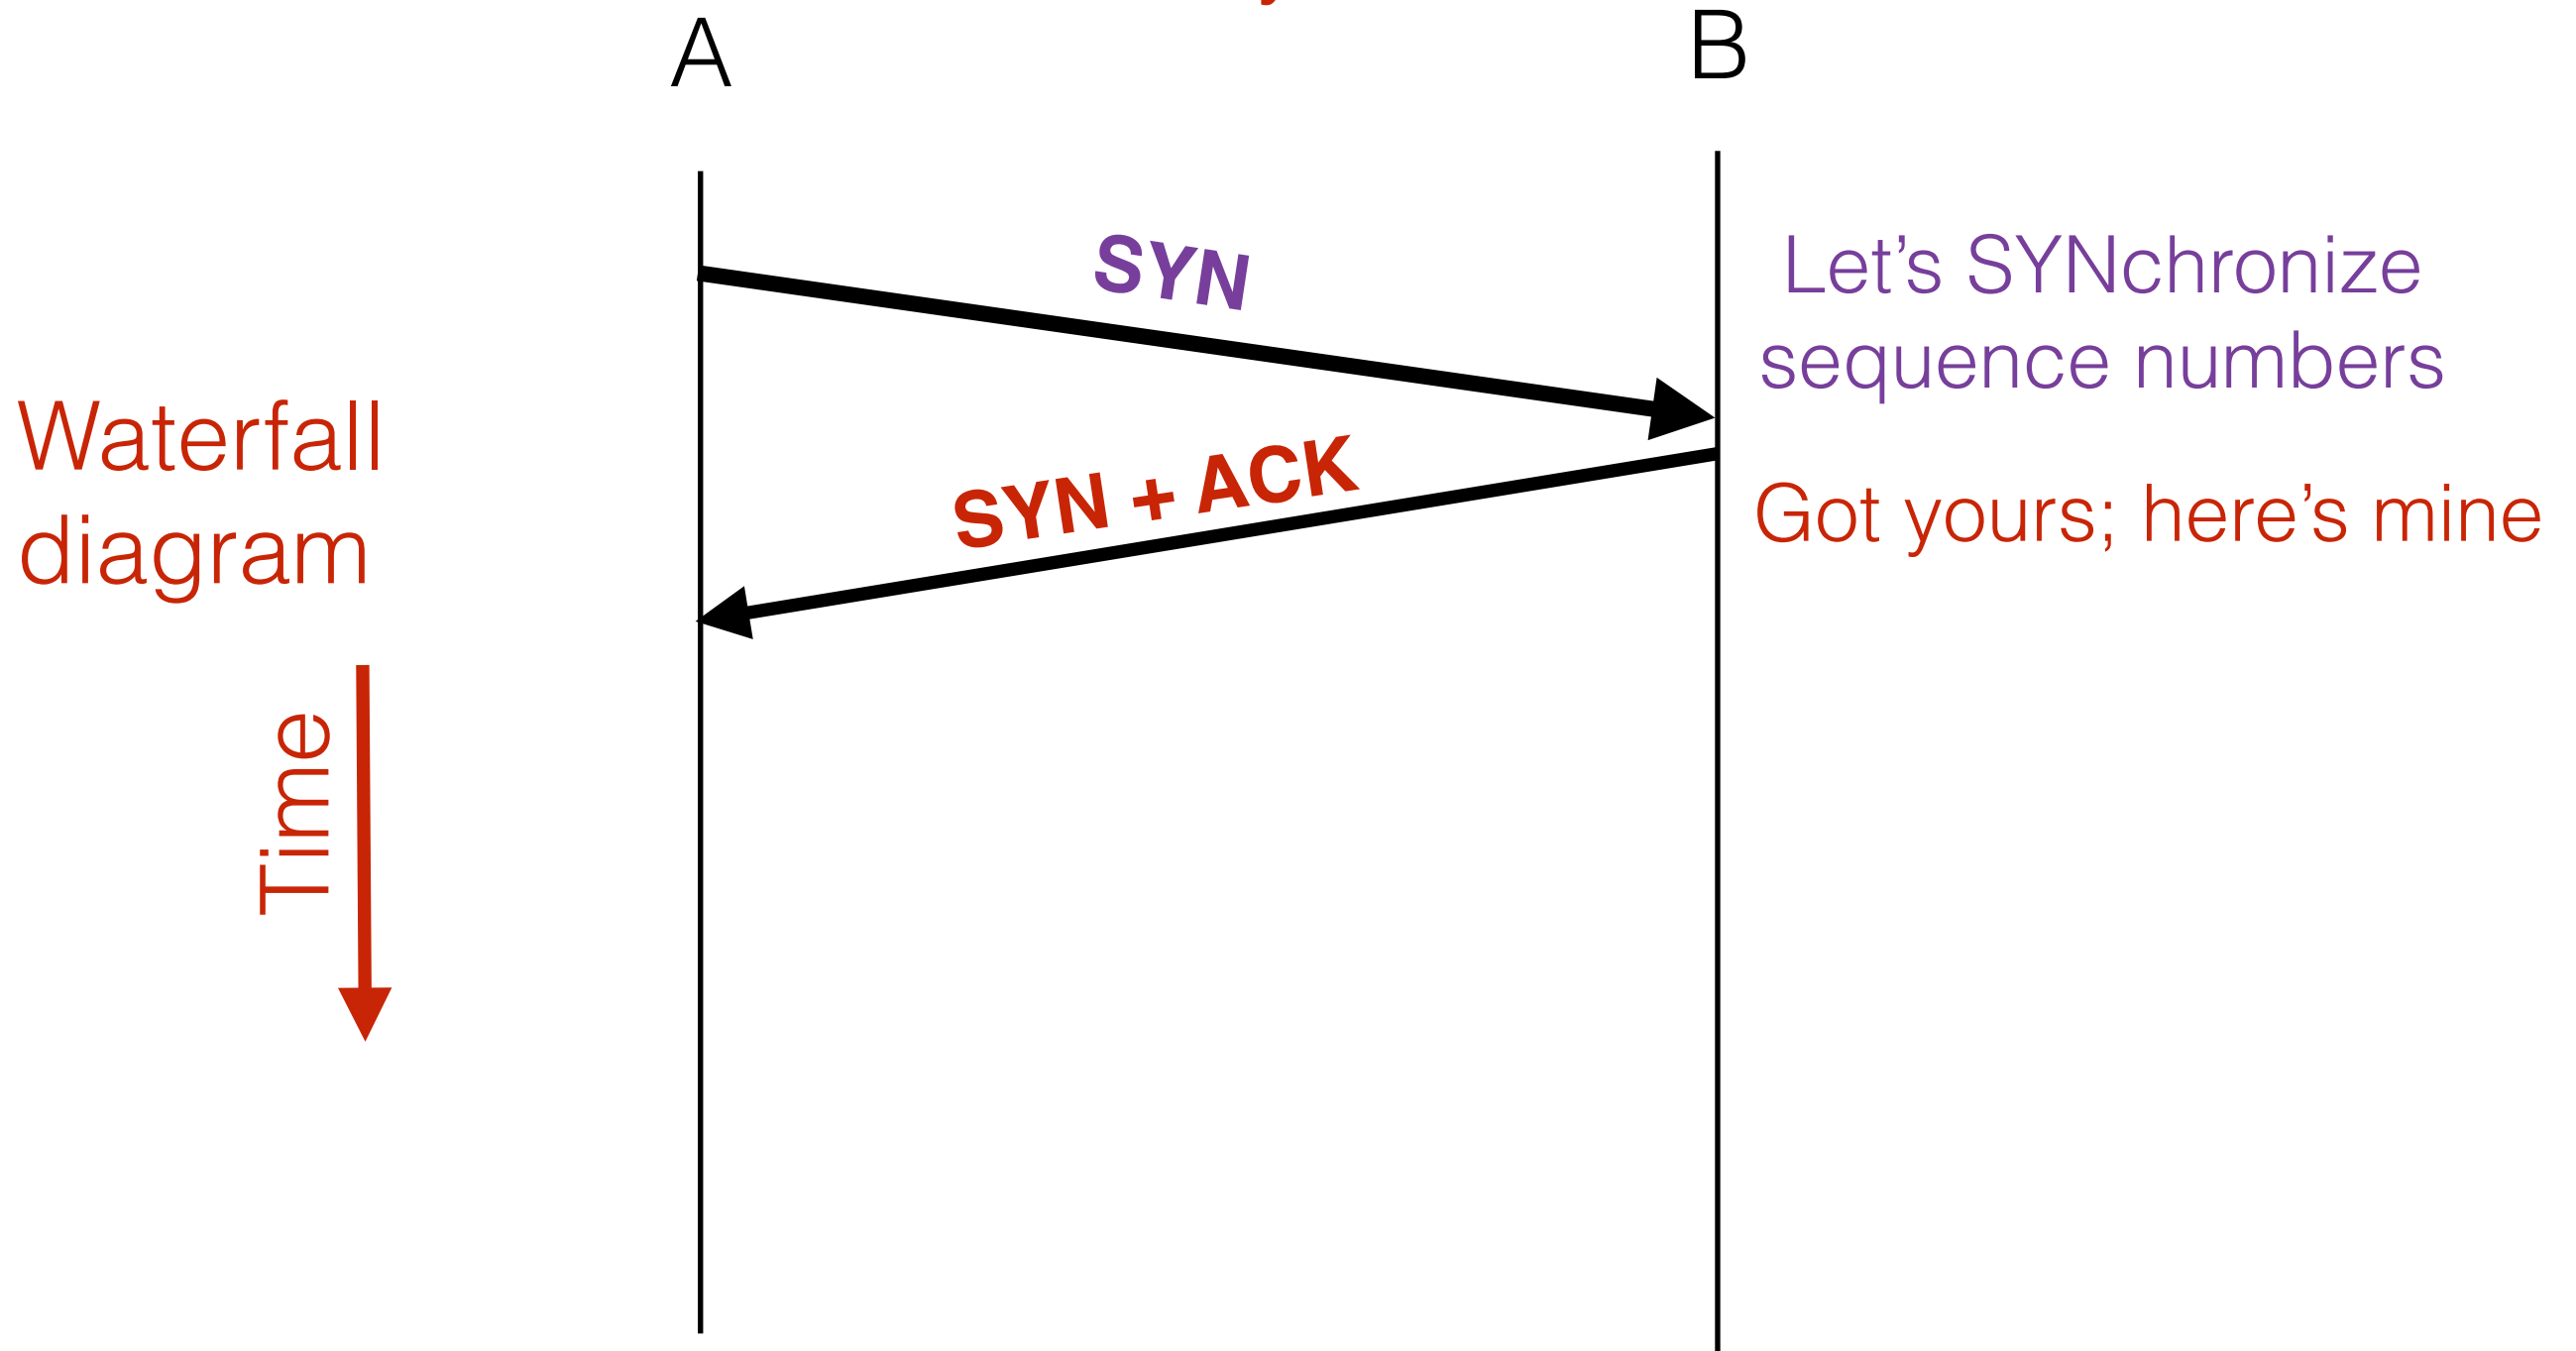 A
B
SYN
Let’s SYNchronize
sequence numbers
Waterfall
diagram
SYN + ACK
Got yours; here’s mine
Time